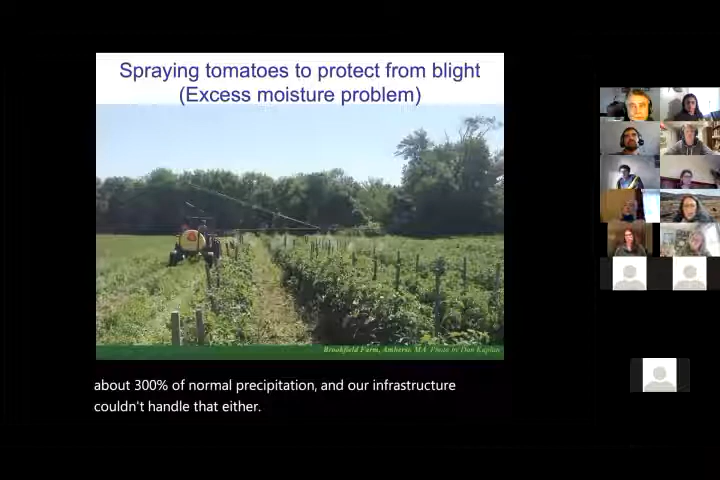 Spraying tomatoes to protect from blight
(Excess moisture problem)
Brookfield Farm, Amherst, MA Photo by Dan Kaplan
about 300% of normal precipitation, and our infrastructure
couldn't handle that either.